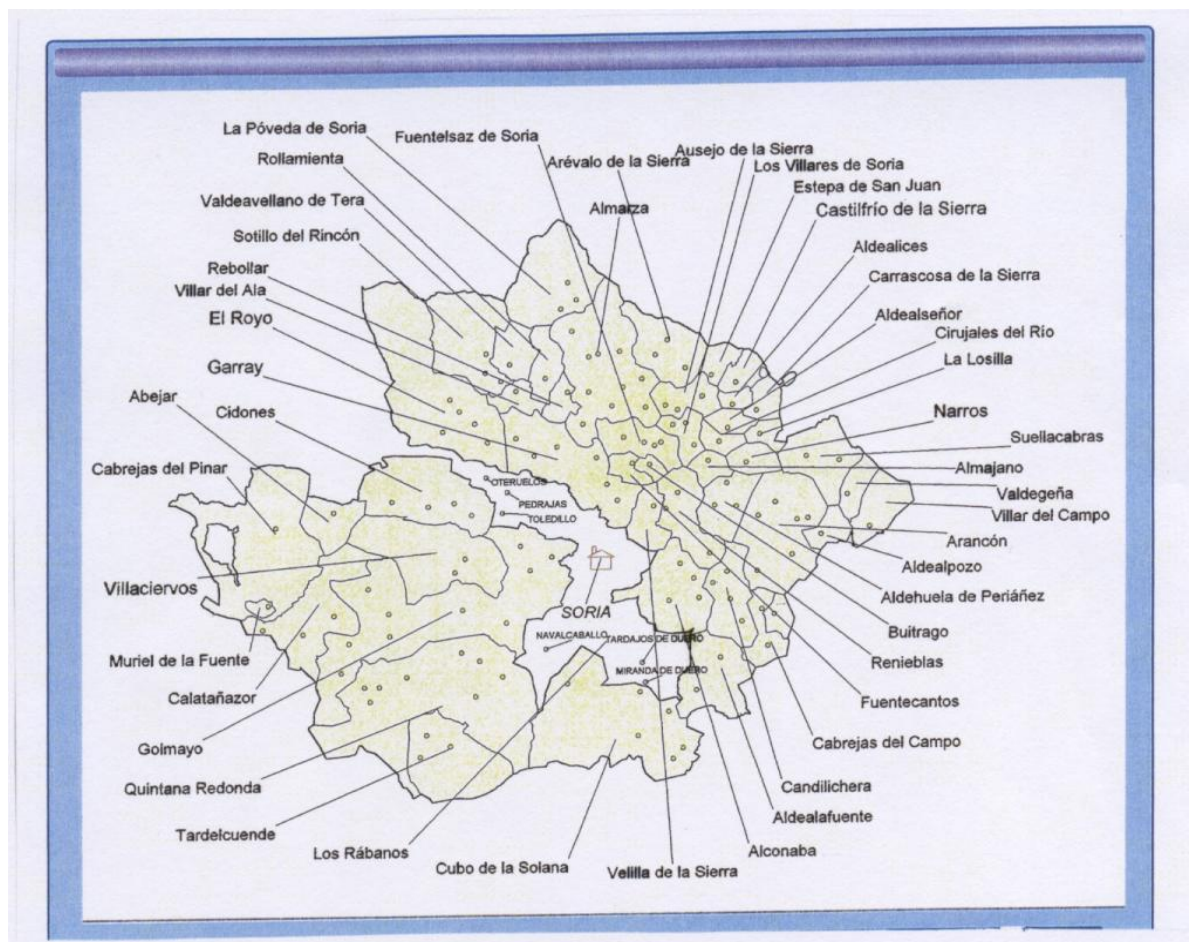 La Póveda de Soria
Fuentelsaz de Soria
Ausejo de la Sierra
Rollamienta
Arévalo de la Sierra
Los Villares de Soria
Valdeavellano de Tera
Almarza
Estepa de San Juan
Castilfrío de la Sierra
Sotillo del Rincón
Aldealices
Rebollar
Carrascosa de la Sierra
Villar del Ala
El Royo
Aldealseñor
Cirujales del Río
Garray
La Losilla
Abejar
Cidones
Narros
Suellacabras
Cabrejas del Pinar
Almajano
OTERUELOS
Valdegeña
PEDRAJAS
Villar del Campo
TOLEDILLO
Arancón
Aldealpozo
Villaciervos
Aldehuela de Periáñez
SORIA
Buitrago
NAVALCABALLO
TARDAJOS DE DUERO
Muriel de la Fuente
Renieblas
MIRANDA DE DUERO
Calatañazor
Fuentecantos
Golmayo
Cabrejas del Campo
Quintana Redonda
Candilichera
Aldealafuente
Tardelcuende
Los Rábanos
Alconaba
Cubo de la Solana
Velilla de la Sierra